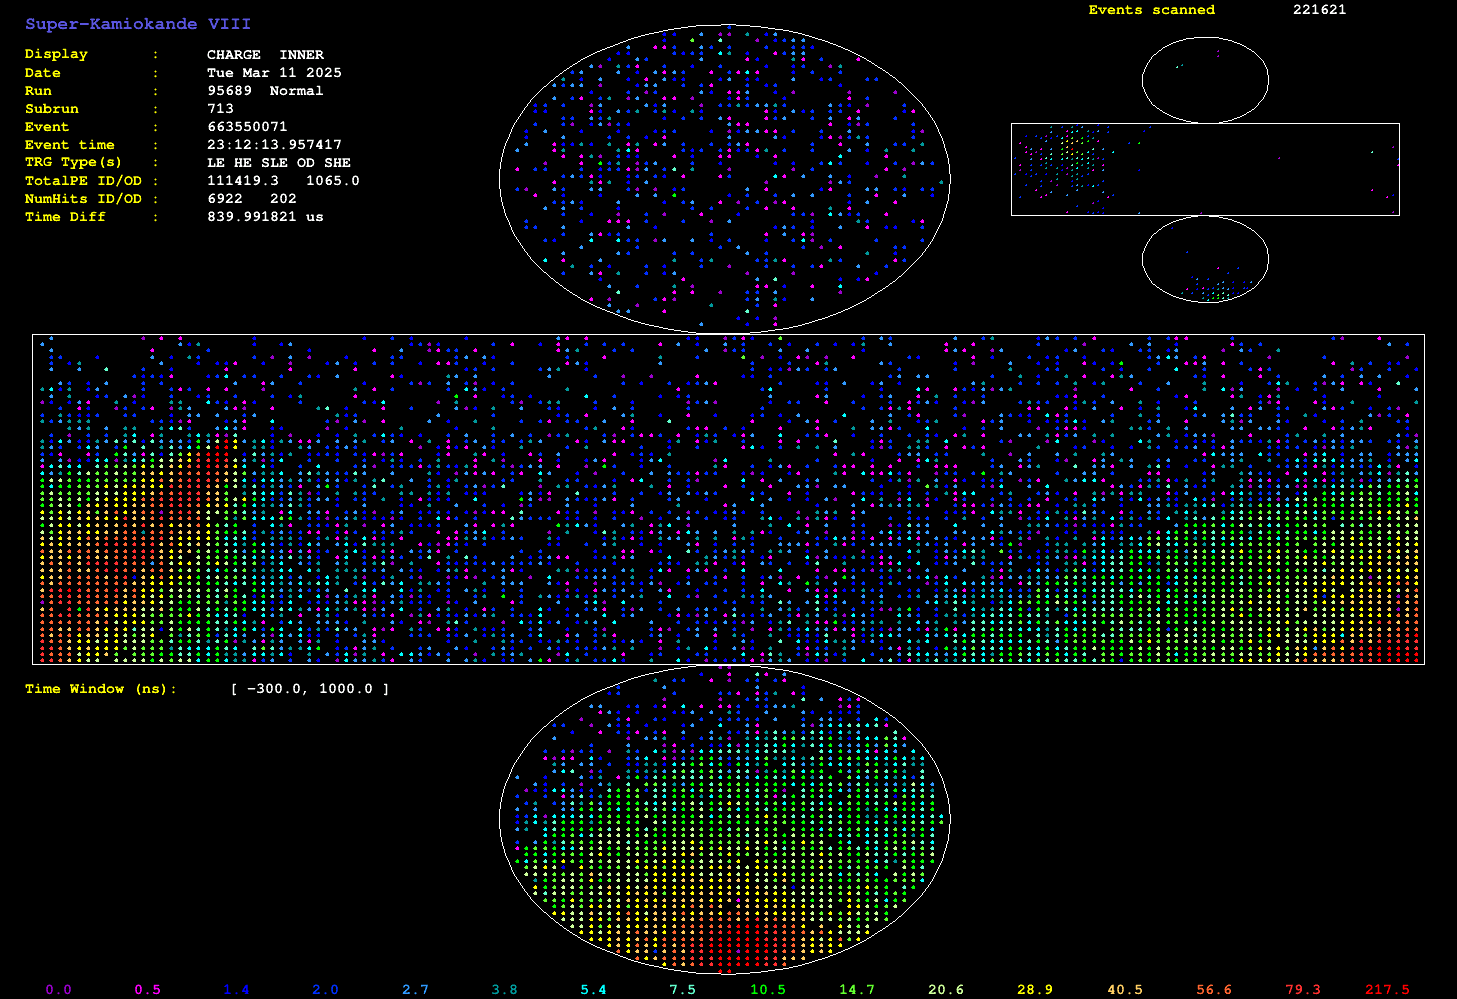 Super-Kamiokande VIII
Display : CHARGE INNER
Date : Tue Mar 11 2025
Run : 95689 Normal
Subrun : 713
Event : 663550071
Event time : 23:12:13.957417
TRG Type(s) : LE HE SLE OD SHE
TotalPE ID/OD : 111419.3 1065.0
NumHits ID/OD : 6922 202
Time Diff : 839.991821 us
Events scanned 221621
Time Window (ns): [ -300.0, 1000.0 ]
0.0 0.5 1.4 2.0 2.7 3.8 5.4 7.5 10.5 14.7 20.6 28.9 40.5 56.6 79.3 217.5